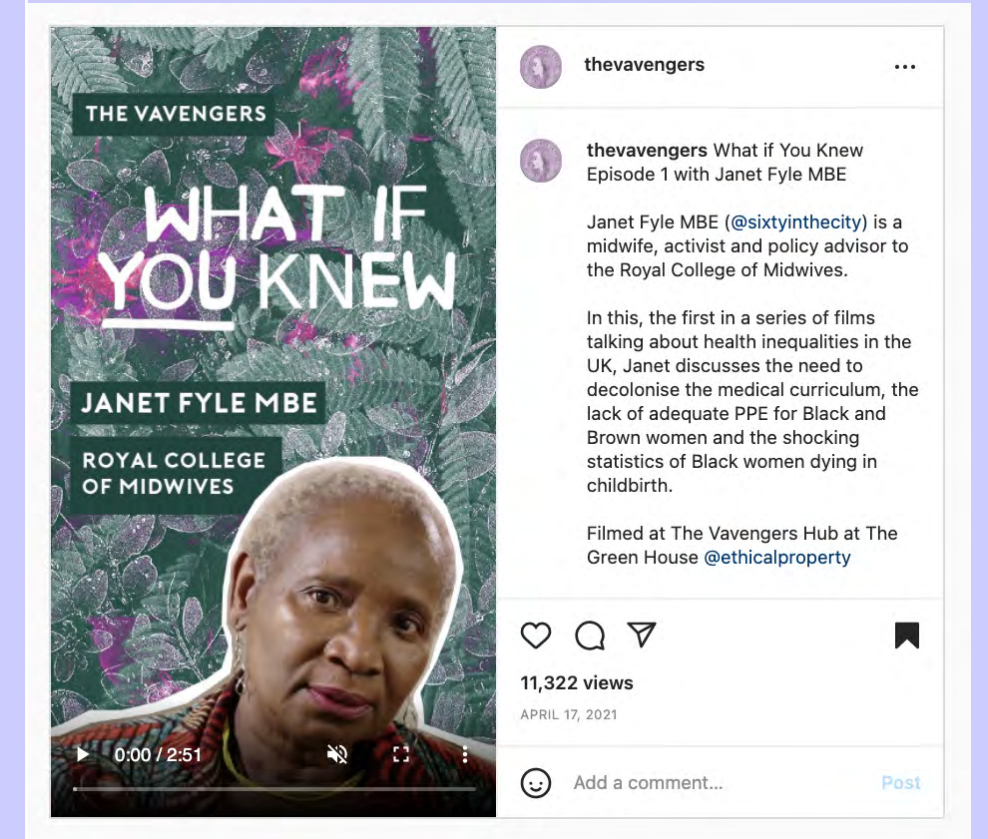 THE VAVENGERS
WHAT IF
YOU KNEW
JANET FYLE MBE
ROYAL COLLEGE
OF MIDWIVES
0:00 / 2:51
thevavengers
thevavengers What if You Knew
Episode 1 with Janet Fyle MBE
Janet Fyle MBE (@sixtyinthecity) is a
midwife, activist and policy advisor to
the Royal College of Midwives.
In this, the first in a series of films
talking about health inequalities in the
UK, Janet discusses the need to
decolonise the medical curriculum, the
lack of adequate PPE for Black and
Brown women and the shocking
statistics of Black women dying in
childbirth.
Filmed at The Vavengers Hub at The
Green House @ethicalproperty
11,322 views
APRIL 17, 2021
Add a comment...
Post